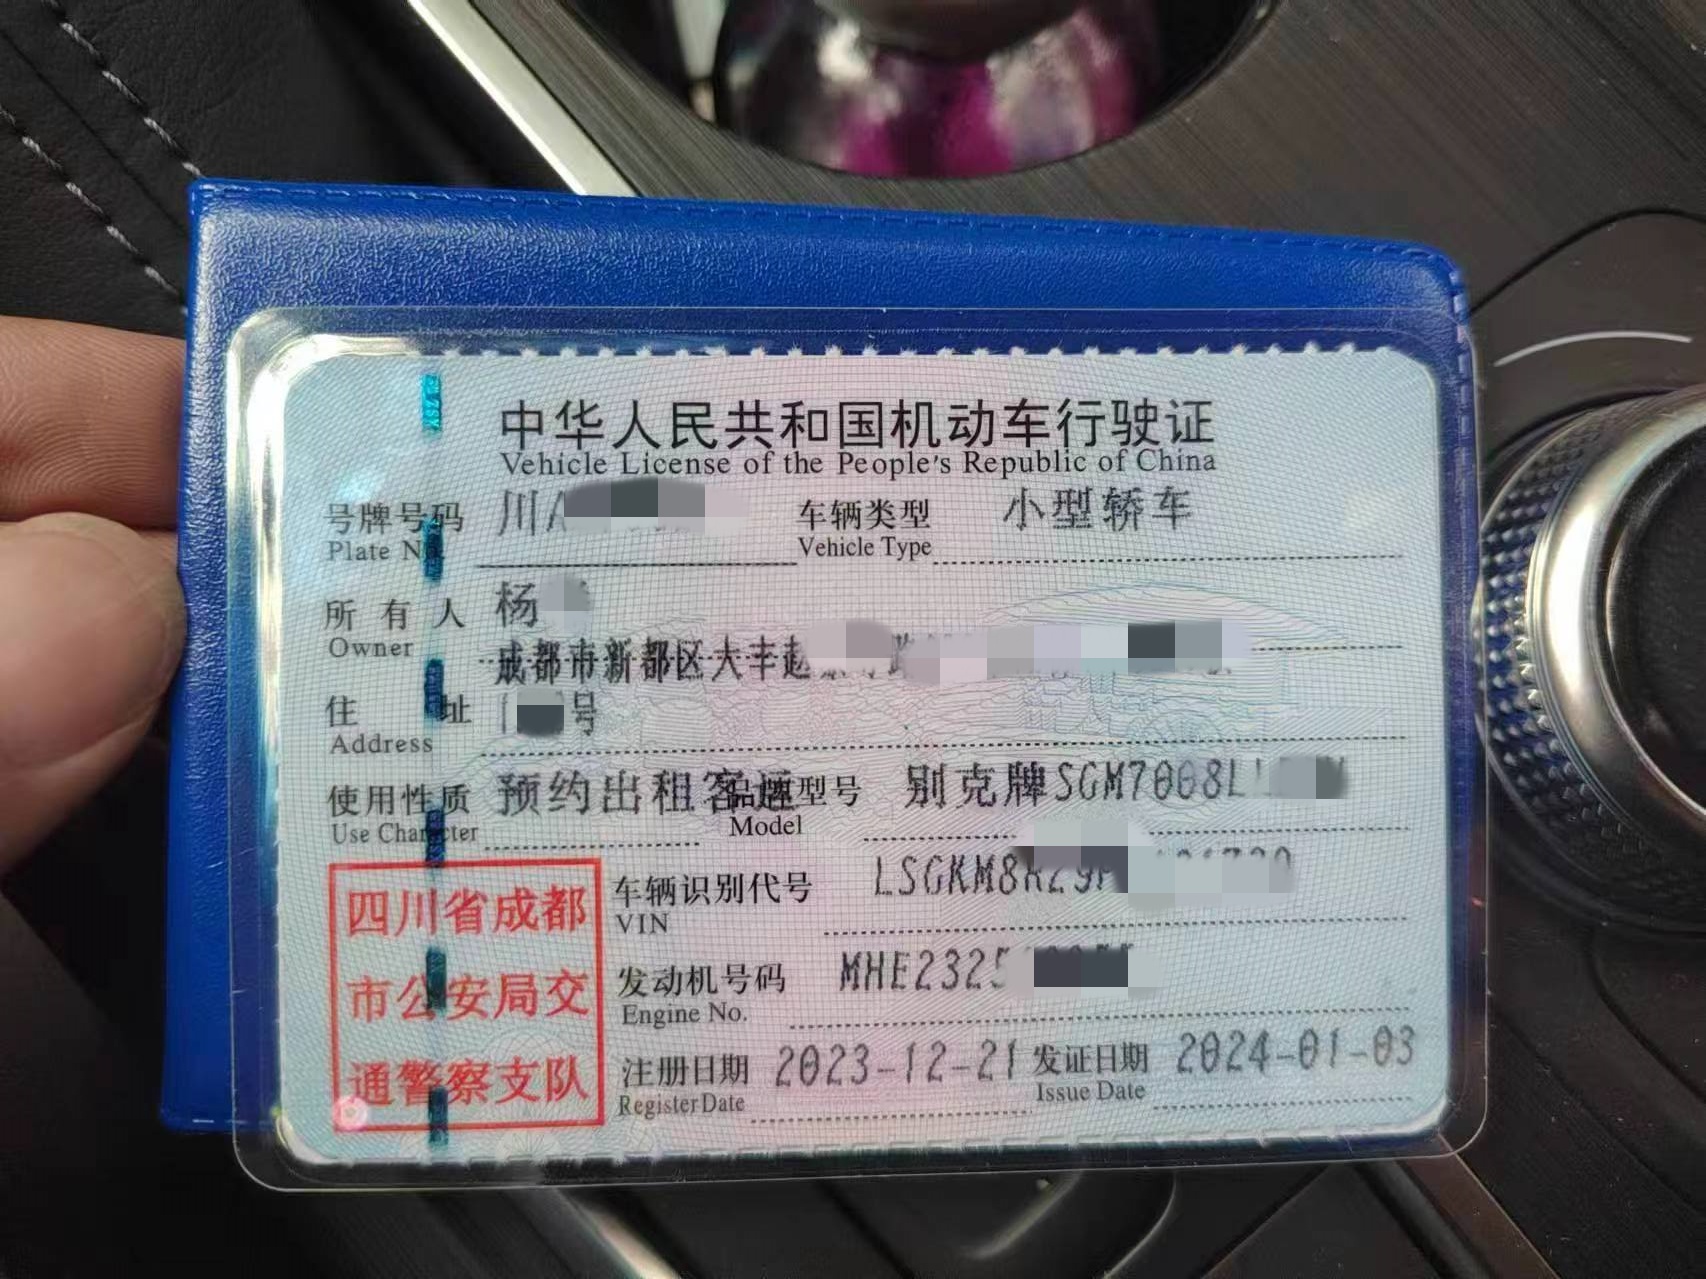 中华人民共和国机动车行驶证
Vehicle License of the People's Republic of China
号牌号码 川A 车辆类型 小型轿车
Plate No. Vehicle Type
所有人 杨
Owner
成都市新都区大丰赵
住址 号
Address
使用性质 预约出租客运 品牌型号 别克牌SGM7008L
Use Character Model
车辆识别代号 LSGKM8
VIN
发动机号码 MHE2325
Engine No.
注册日期 2023-12-21 发证日期 2024-01-03
Register Date Issue Date
四川省成都
市公安局交
通警察支队